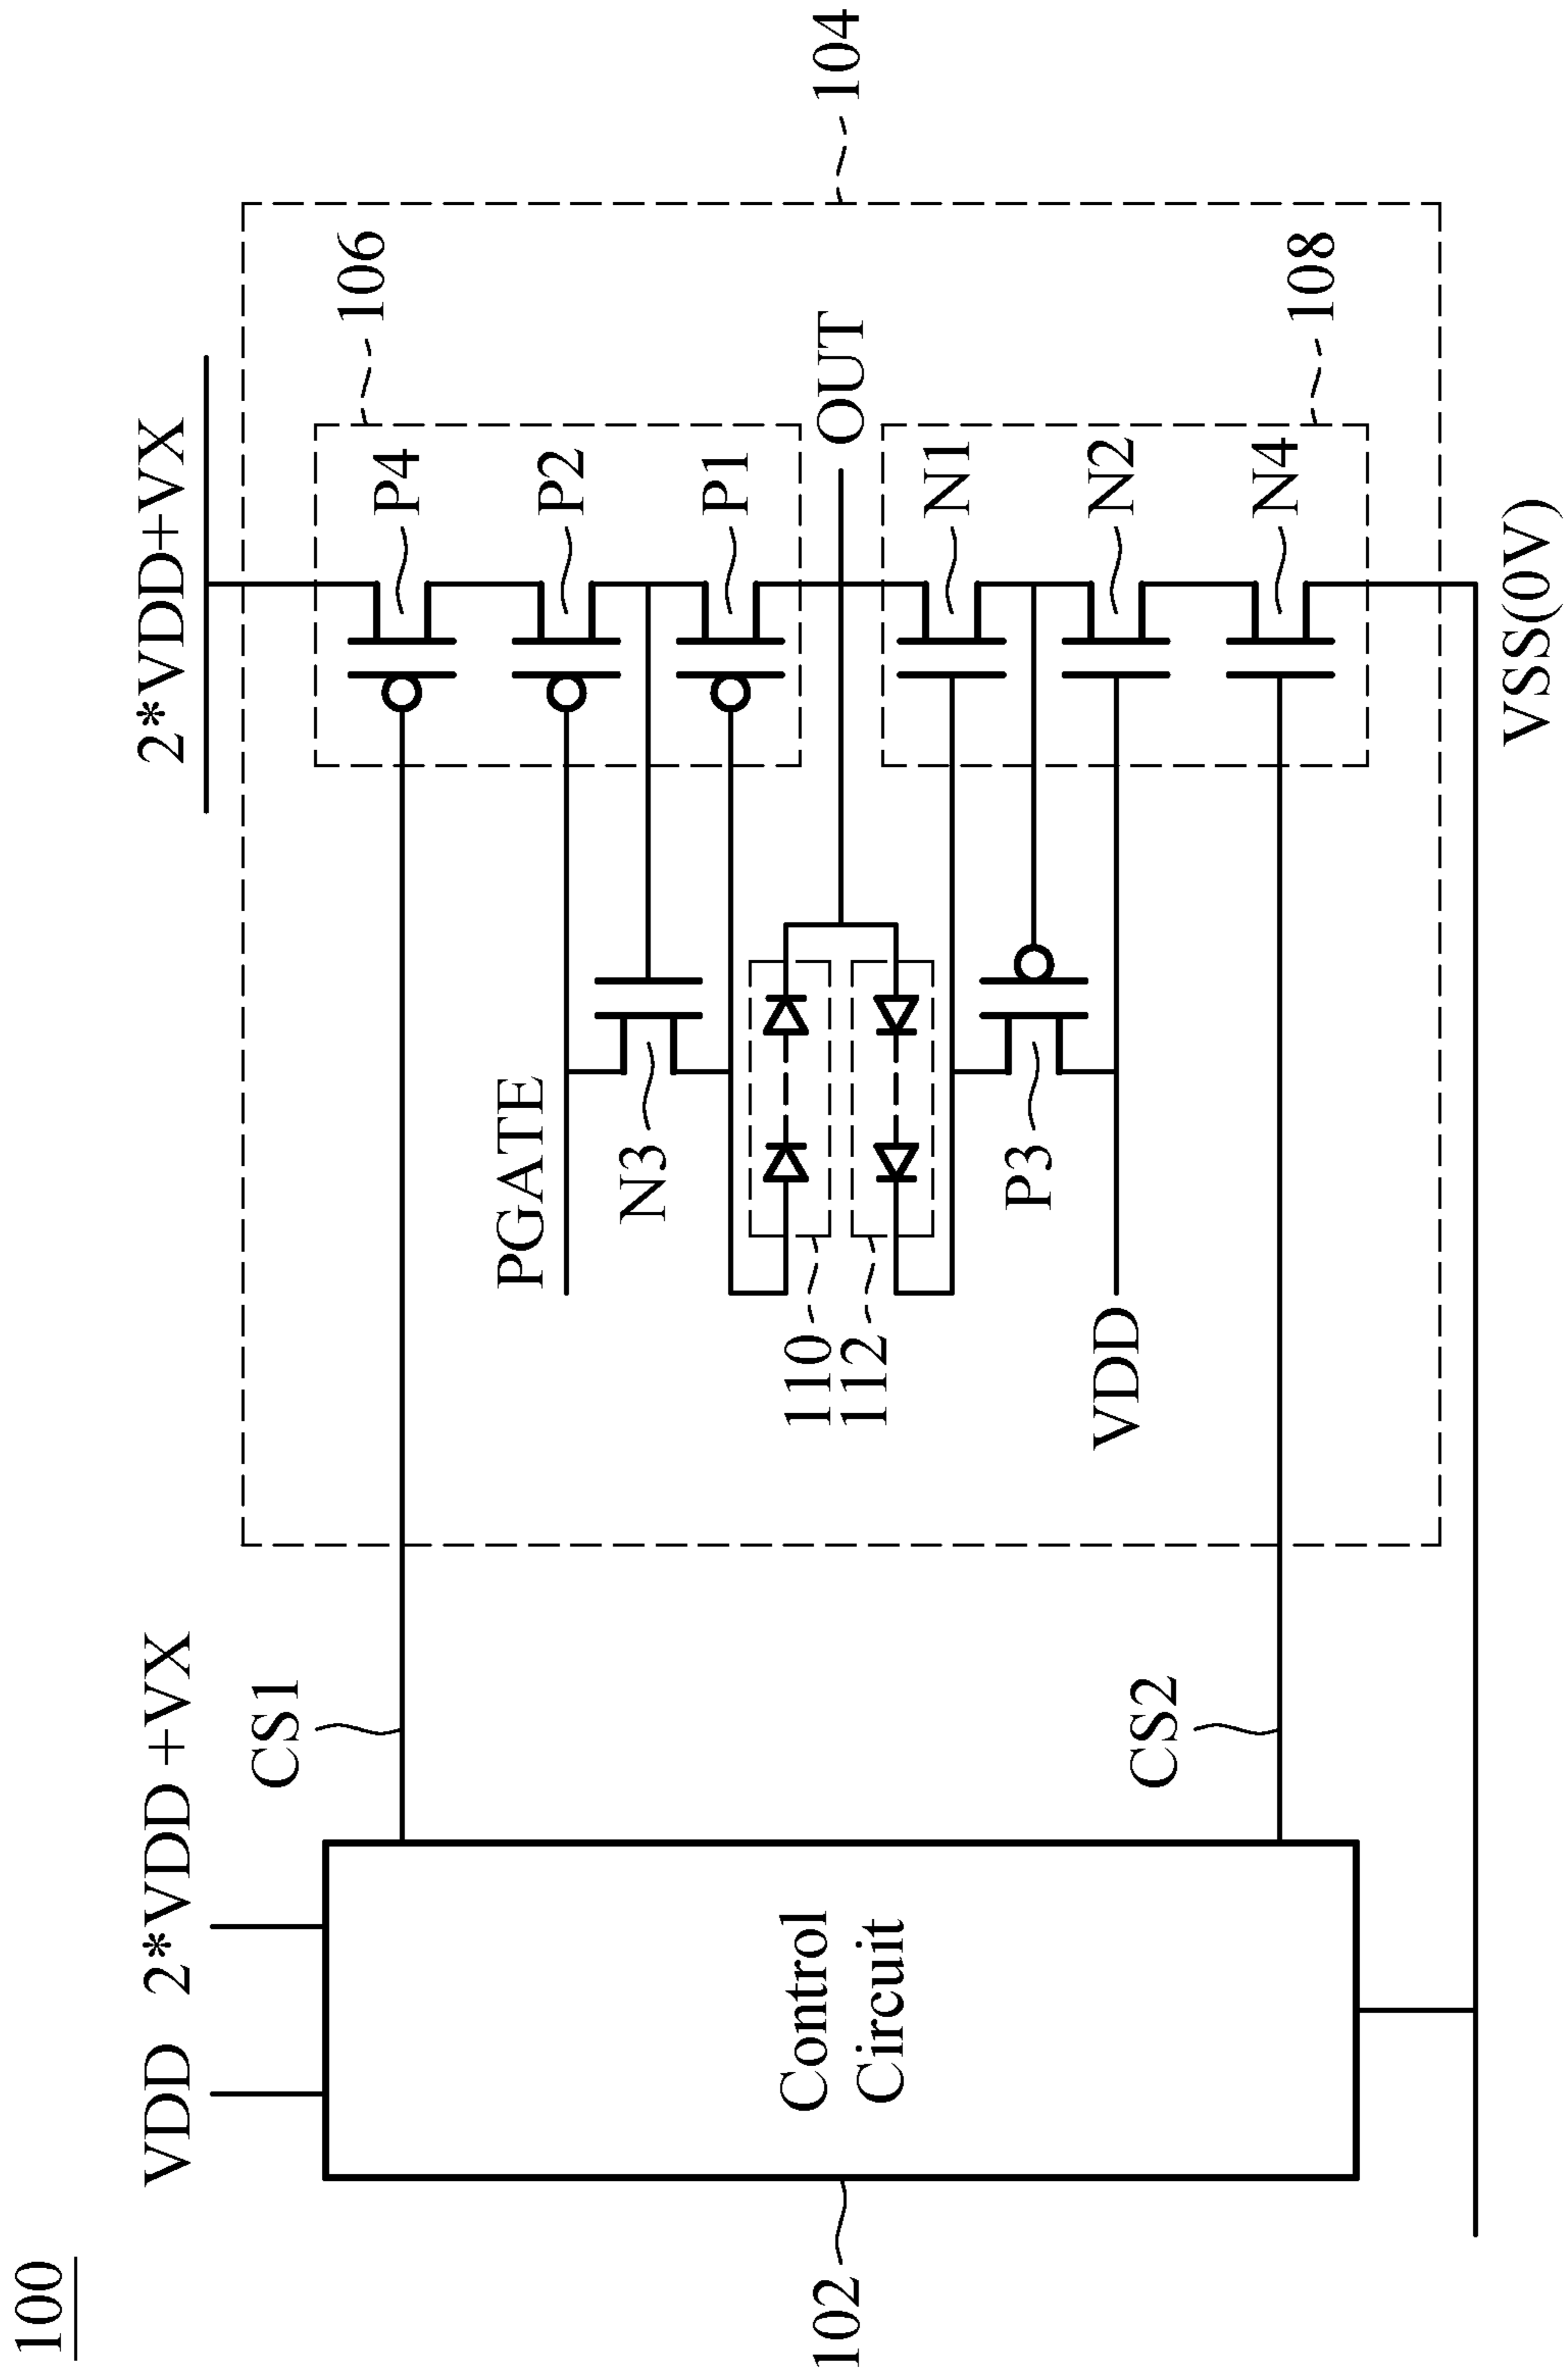 100
VDD
2*VDD+VX
2*VDD+VX
CS1
106
P4
PGATE
P2
N3
P1
110
112
OUT
104
102
Control
Circuit
N1
P3
N2
VDD
CS2
108
N4
VSS(0V)